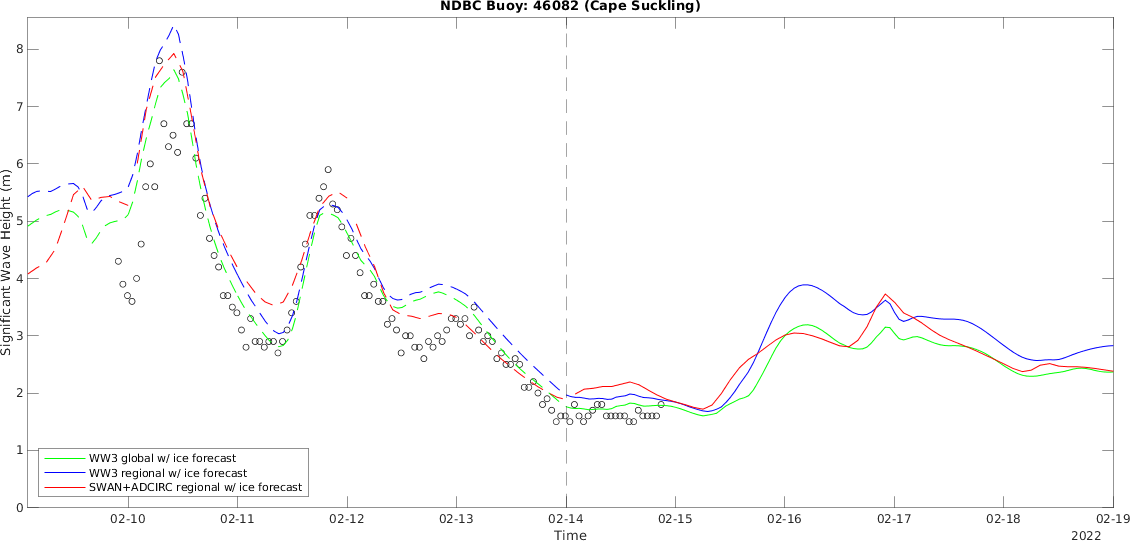 NDBC Buoy: 46082 (Cape Suckling)
8
7
6
5
4
3
2
1
0
Significant Wave Height (m)
WW3 global w/ ice forecast
WW3 regional w/ ice forecast
SWAN+ADCIRC regional w/ ice forecast
02-10 02-11 02-12 02-13 02-14 02-15 02-16 02-17 02-18 02-19
Time
2022